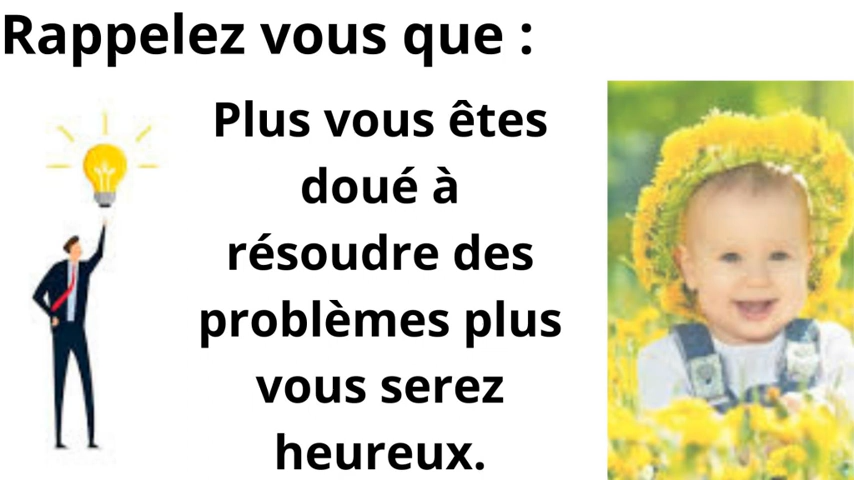 Rappelez vous que :
Plus vous êtes
doué à
résoudre des
problèmes plus
vous serez
heureux.